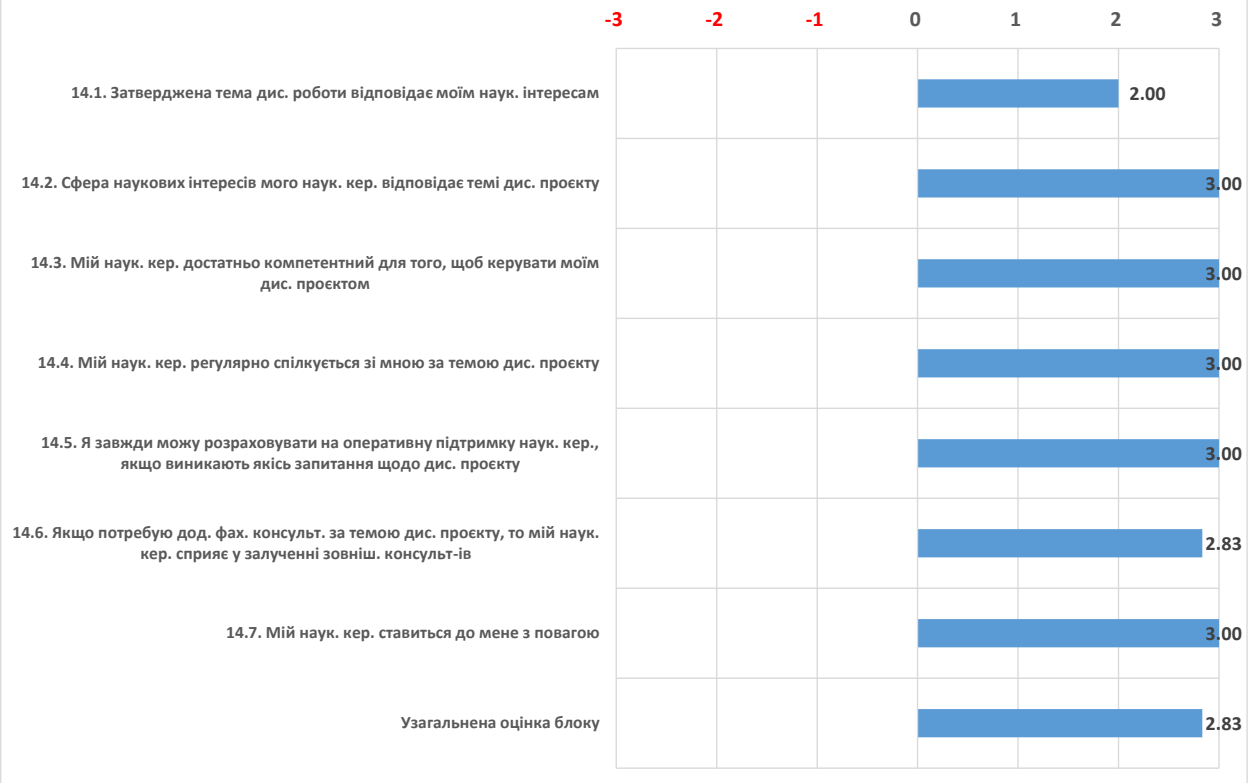 -3 -2 -1 0 1 2 3
14.1. Затверджена тема дис. роботи відповідає моїм наук. інтересам 2.00
14.2. Сфера наукових інтересів мого наук. кер. відповідає темі дис. проєкту 3.00
14.3. Мій наук. кер. достатньо компетентний для того, щоб керувати моїм
дис. проєктом 3.00
14.4. Мій наук. кер. регулярно спілкується зі мною за темою дис. проєкту 3.00
14.5. Я завжди можу розраховувати на оперативну підтримку наук. кер.,
якщо виникають якісь запитання щодо дис. проєкту 3.00
14.6. Якщо потребую дод. фах. консульт. за темою дис. проєкту, то мій наук.
кер. сприяє у залученні зовніш. консульт-ів 2.83
14.7. Мій наук. кер. ставиться до мене з повагою 3.00
Узагальнена оцінка блоку 2.83